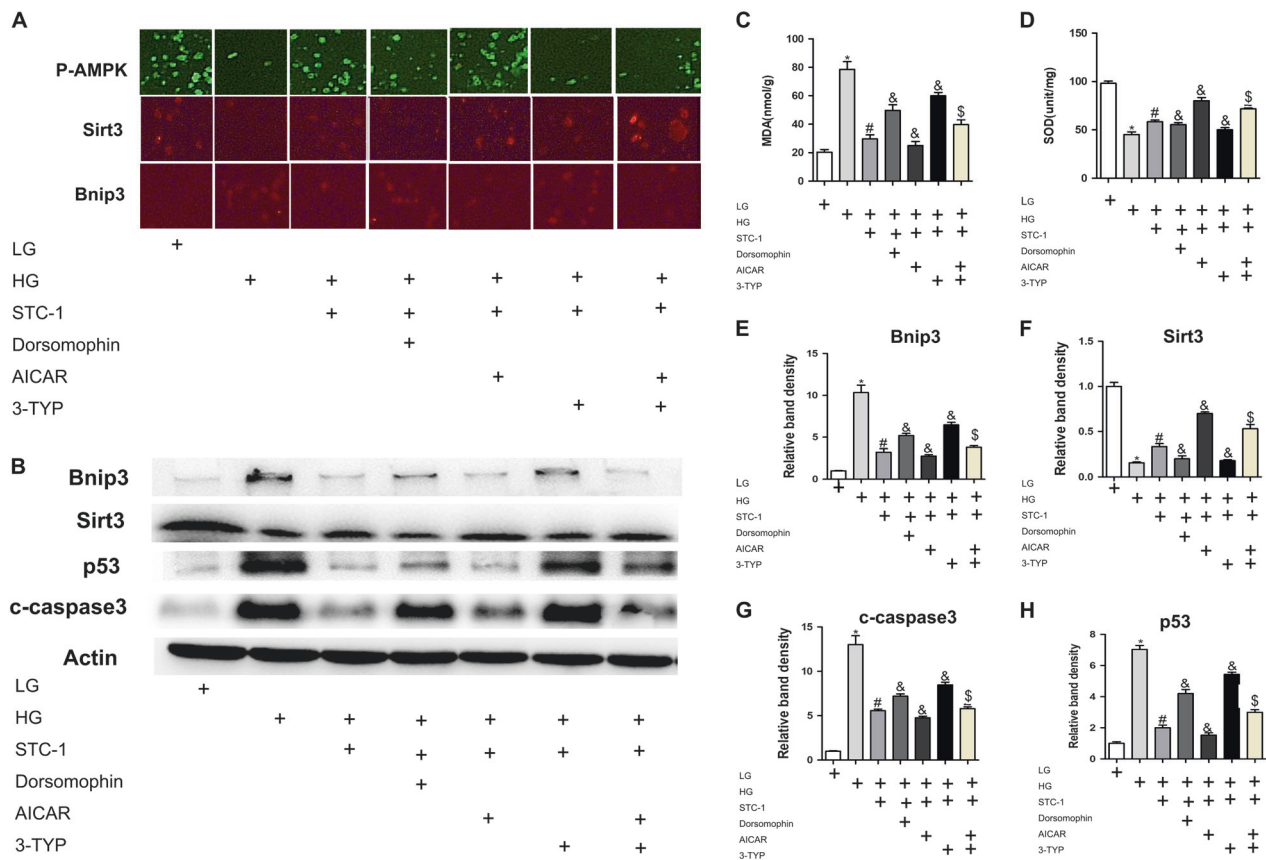 A
P-AMPK
Sirt3
Bnip3
LG +
HG + + + + + +
STC-1 + + + + +
Dorsomophin +
AICAR + +
3-TYP + +
B
Bnip3
Sirt3
p53
c-caspase3
Actin
LG +
HG + + + + + +
STC-1 + + + + +
Dorsomophin +
AICAR + +
3-TYP + +
C
MDA(nmol/g)
100
80
60
40
20
0
* # & & & $
LG +
HG + + + + + +
STC-1 + + + + +
Dorsomophin +
AICAR + +
3-TYP + +
D
SOD(unit/mg)
150
100
50
0
* # & & & $
LG +
HG + + + + + +
STC-1 + + + + +
Dorsomophin +
AICAR + +
3-TYP + +
E
Bnip3
Relative band density
15
10
5
0
* # & & & $
LG +
HG + + + + + +
STC-1 + + + + +
Dorsomophin +
AICAR + +
3-TYP + +
F
Sirt3
Relative band density
1.5
1.0
0.5
0.0
* # & & & $
LG +
HG + + + + + +
STC-1 + + + + +
Dorsomophin +
AICAR + +
3-TYP + +
G
c-caspase3
Relative band density
15
10
5
0
* # & & & $
LG +
HG + + + + + +
STC-1 + + + + +
Dorsomophin +
AICAR + +
3-TYP + +
H
p53
Relative band density
8
6
4
2
0
* # & & & $
LG +
HG + + + + + +
STC-1 + + + + +
Dorsomophin +
AICAR + +
3-TYP + +